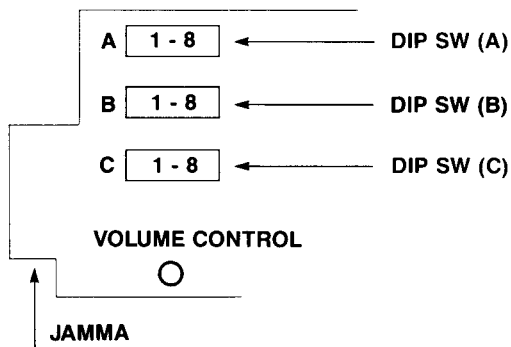 A 1 - 8 DIP SW (A)
B 1 - 8 DIP SW (B)
C 1 - 8 DIP SW (C)
VOLUME CONTROL
JAMMA